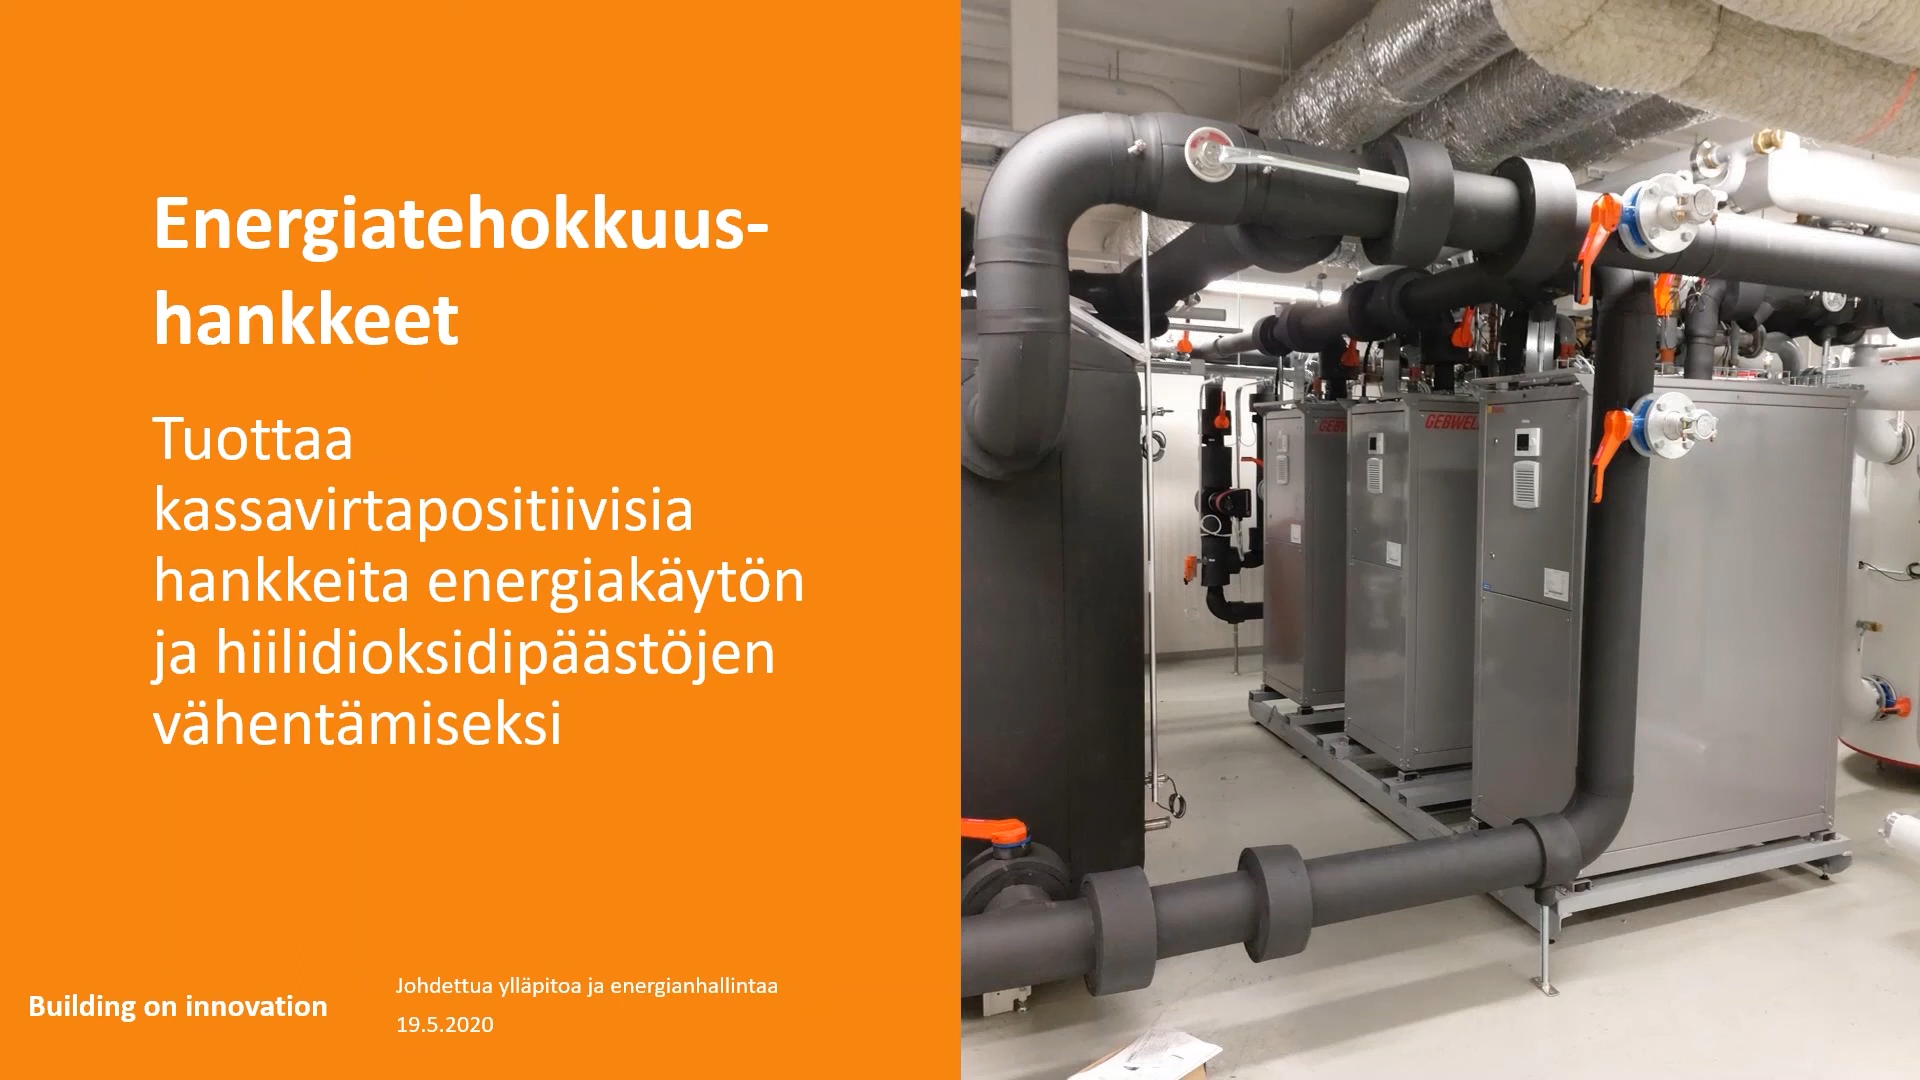 Energiatehokkuus-
hankkeet
Tuottaa
kassavirtapositiivisia
hankkeita energiakäytön
ja hiilidioksidipäästöjen
vähentämiseksi
Building on innovation
Johdettua ylläpitoa ja energianhallintaa
19.5.2020
GEBWEL